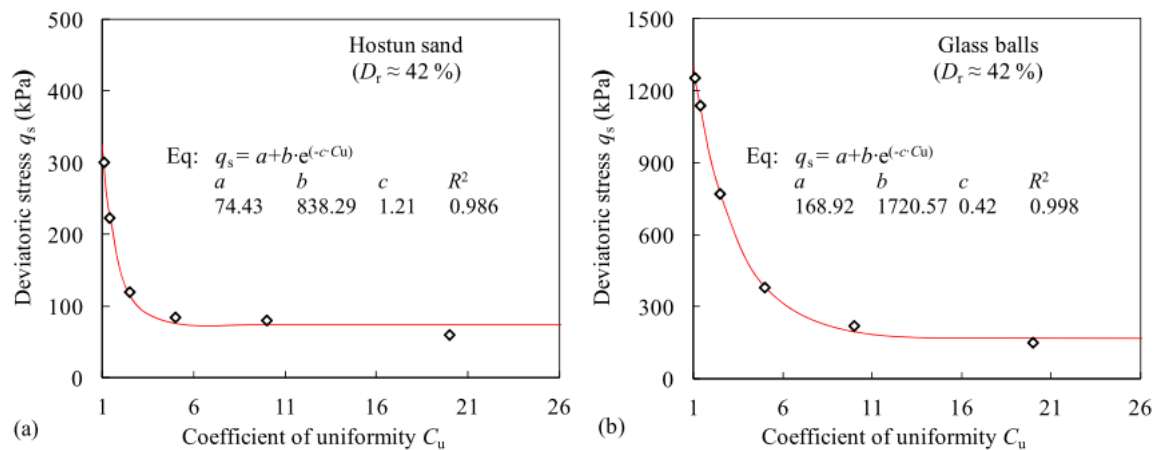 500
400
300
200
100
0
Deviatoric stress qs (kPa)
Hostun sand
(Dr ≈ 42 %)
Eq: qs = a+b·e(-c·Cu)
a b c R2
74.43 838.29 1.21 0.986
1 6 11 16 21 26
(a)
Coefficient of uniformity Cu
1500
1200
900
600
300
0
Deviatoric stress qs (kPa)
Glass balls
(Dr ≈ 42 %)
Eq: qs = a+b·e(-c·Cu)
a b c R2
168.92 1720.57 0.42 0.998
1 6 11 16 21 26
(b)
Coefficient of uniformity Cu